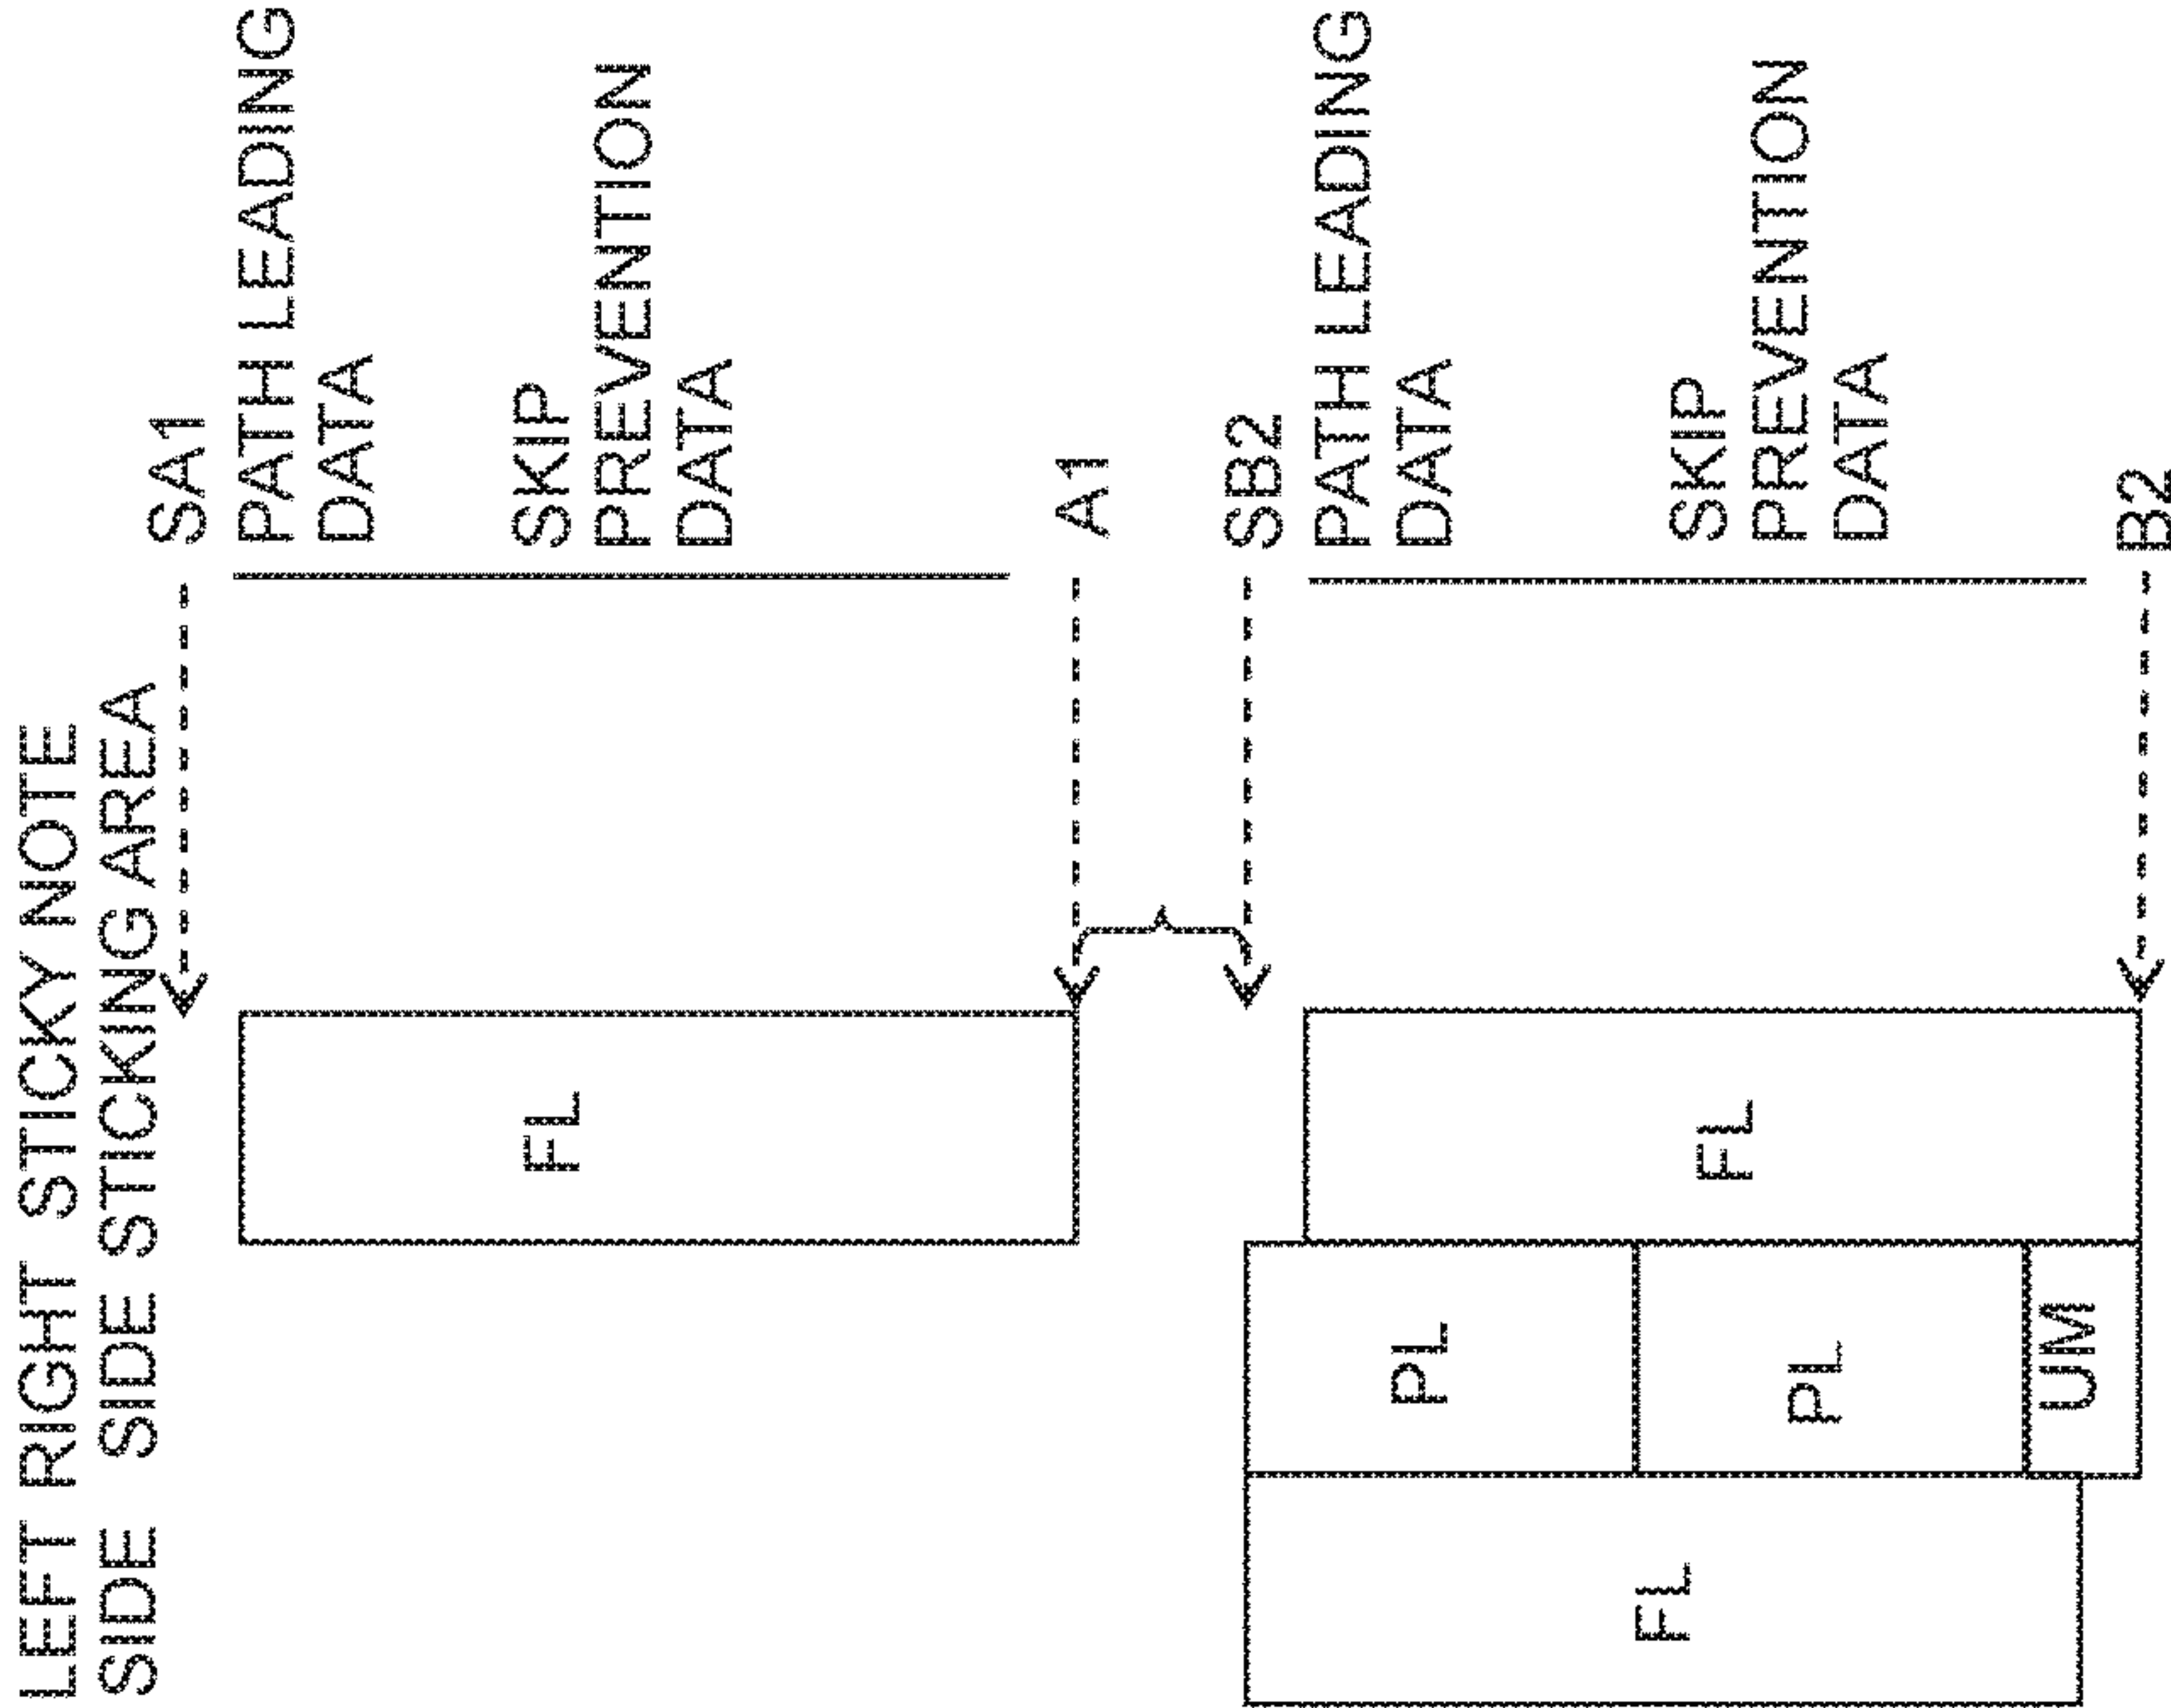 LEFT RIGHT STICKY NOTE
SIDE SIDE STICKING AREA
SA1
PATH LEADING
DATA
FL
SKIP
PREVENTION
DATA
A1
SB2
PATH LEADING
DATA
PL
FL
FL
SKIP
PREVENTION
DATA
PL
UM
B2